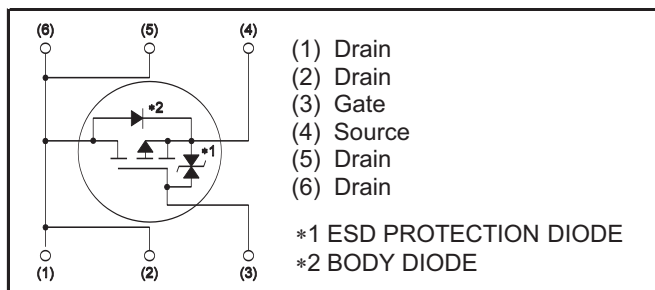 (6) (5) (4)
(1) Drain
(2) Drain
(3) Gate
(4) Source
(5) Drain
(6) Drain
∗2
∗1
∗1 ESD PROTECTION DIODE
∗2 BODY DIODE
(1) (2) (3)